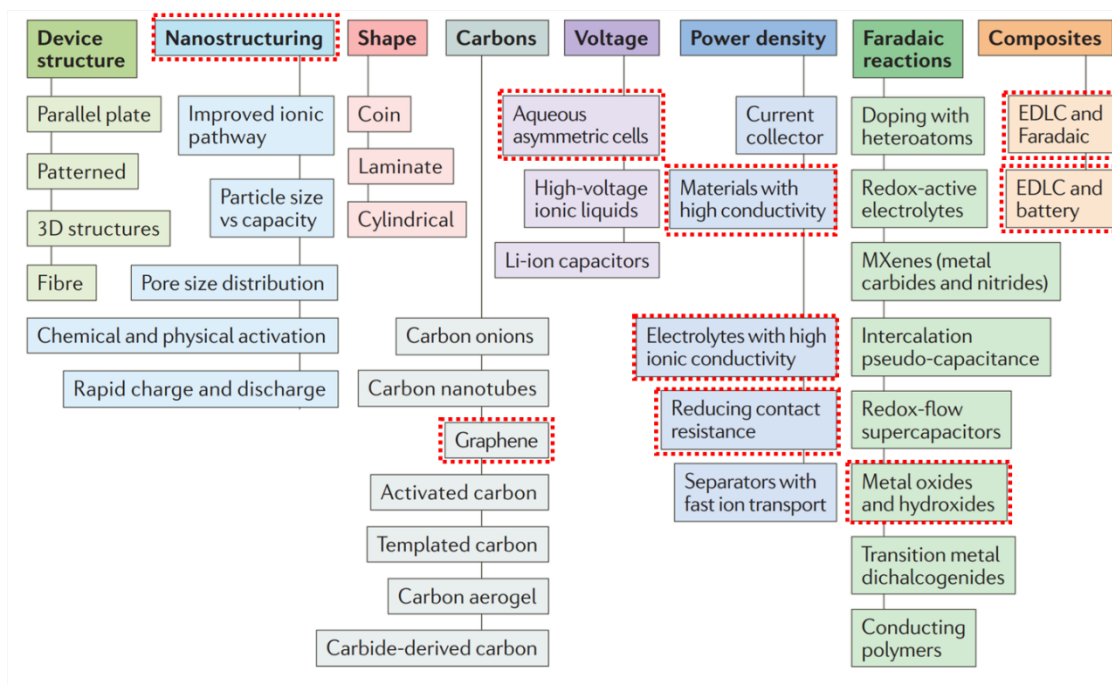 Device
structure
Parallel plate
Patterned
3D structures
Fibre
Nanostructuring
Improved ionic
pathway
Particle size
vs capacity
Pore size distribution
Chemical and physical activation
Rapid charge and discharge
Shape
Coin
Laminate
Cylindrical
Carbons
Carbon onions
Carbon nanotubes
Graphene
Activated carbon
Templated carbon
Carbon aerogel
Carbide-derived carbon
Voltage
Aqueous
asymmetric cells
High-voltage
ionic liquids
Li-ion capacitors
Power density
Current
collector
Materials with
high conductivity
Electrolytes with high
ionic conductivity
Reducing contact
resistance
Separators with
fast ion transport
Faradaic
reactions
Doping with
heteroatoms
Redox-active
electrolytes
MXenes (metal
carbides and nitrides)
Intercalation
pseudo-capacitance
Redox-flow
supercapacitors
Metal oxides
and hydroxides
Transition metal
dichalcogenides
Conducting
polymers
Composites
EDLC and
Faradaic
EDLC and
battery